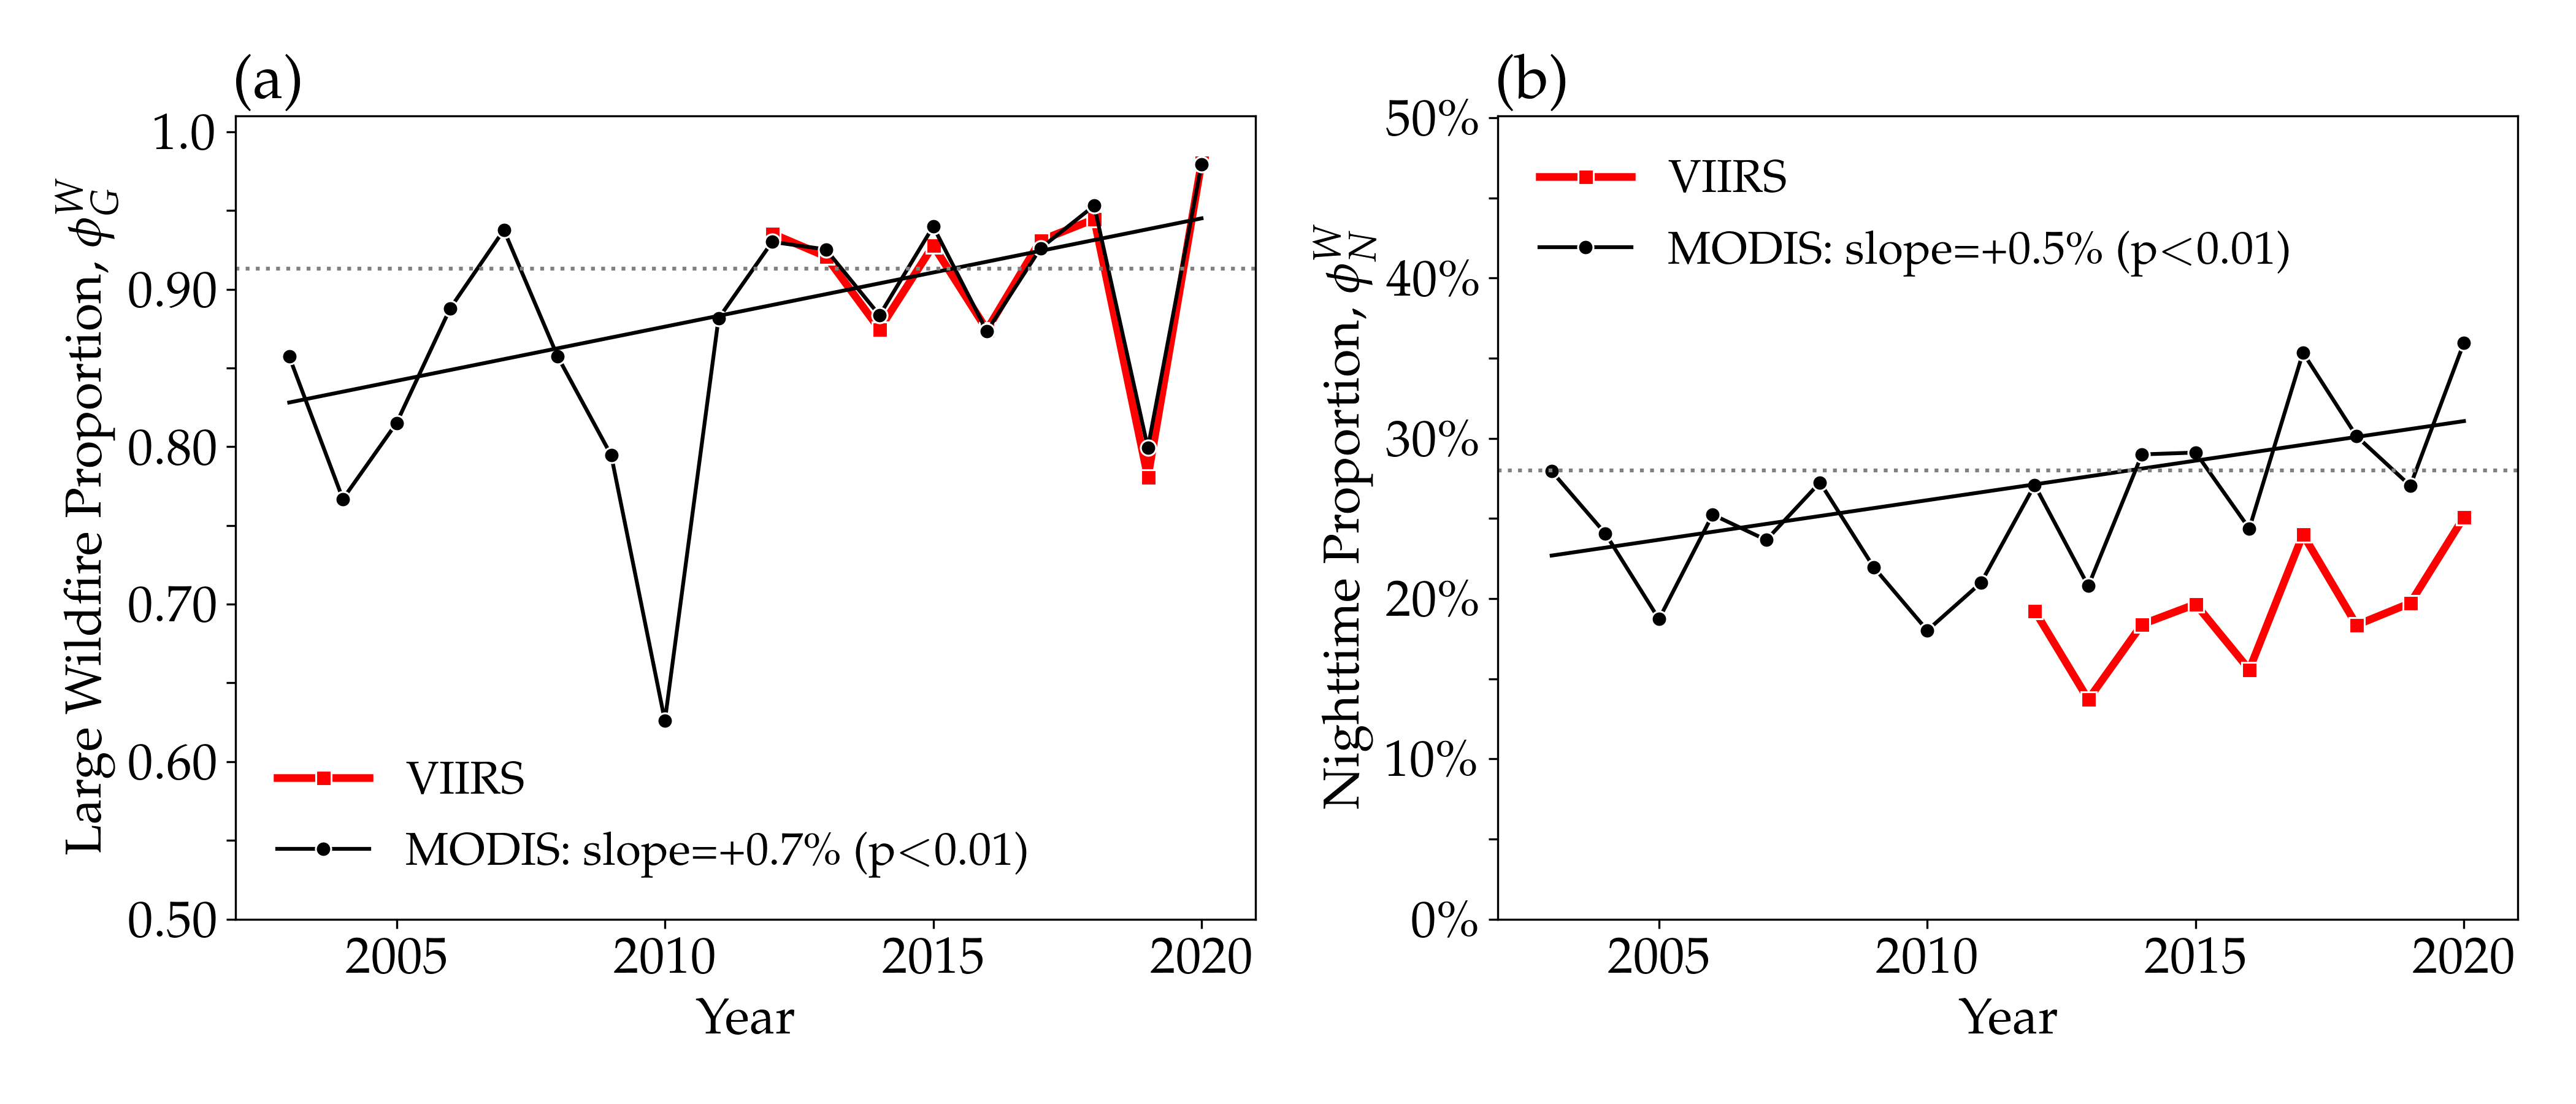 (a)
Large Wildfire Proportion, ϕ_G^W
1.0
0.90
0.80
0.70
0.60
0.50
VIIRS
MODIS: slope=+0.7% (p<0.01)
2005 2010 2015 2020
Year
(b)
Nighttime Proportion, ϕ_N^W
50%
40%
30%
20%
10%
0%
VIIRS
MODIS: slope=+0.5% (p<0.01)
2005 2010 2015 2020
Year